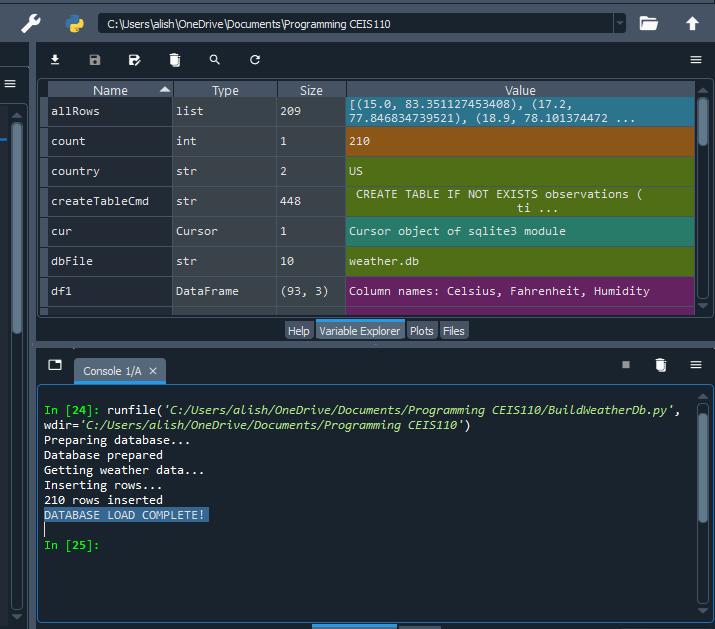 C:\Users\alish\OneDrive\Documents\Programming CEIS110
Name Type Size Value
allRows list 209 [(15.0, 83.351127453408), (17.2,
77.846834739521), (18.9, 78.101374472 ...
count int 1 210
country str 2 US
createTableCmd str 448 CREATE TABLE IF NOT EXISTS observations (
ti ...
cur Cursor 1 Cursor object of sqlite3 module
dbFile str 10 weather.db
df1 DataFrame (93, 3) Column names: Celsius, Fahrenheit, Humidity
Help Variable Explorer Plots Files
Console 1/A ×
In [24]: runfile('C:/Users/alish/OneDrive/Documents/Programming CEIS110/BuildWeatherDb.py',
wdir='C:/Users/alish/OneDrive/Documents/Programming CEIS110')
Preparing database...
Database prepared
Getting weather data...
Inserting rows...
210 rows inserted
DATABASE LOAD COMPLETE!
In [25]: